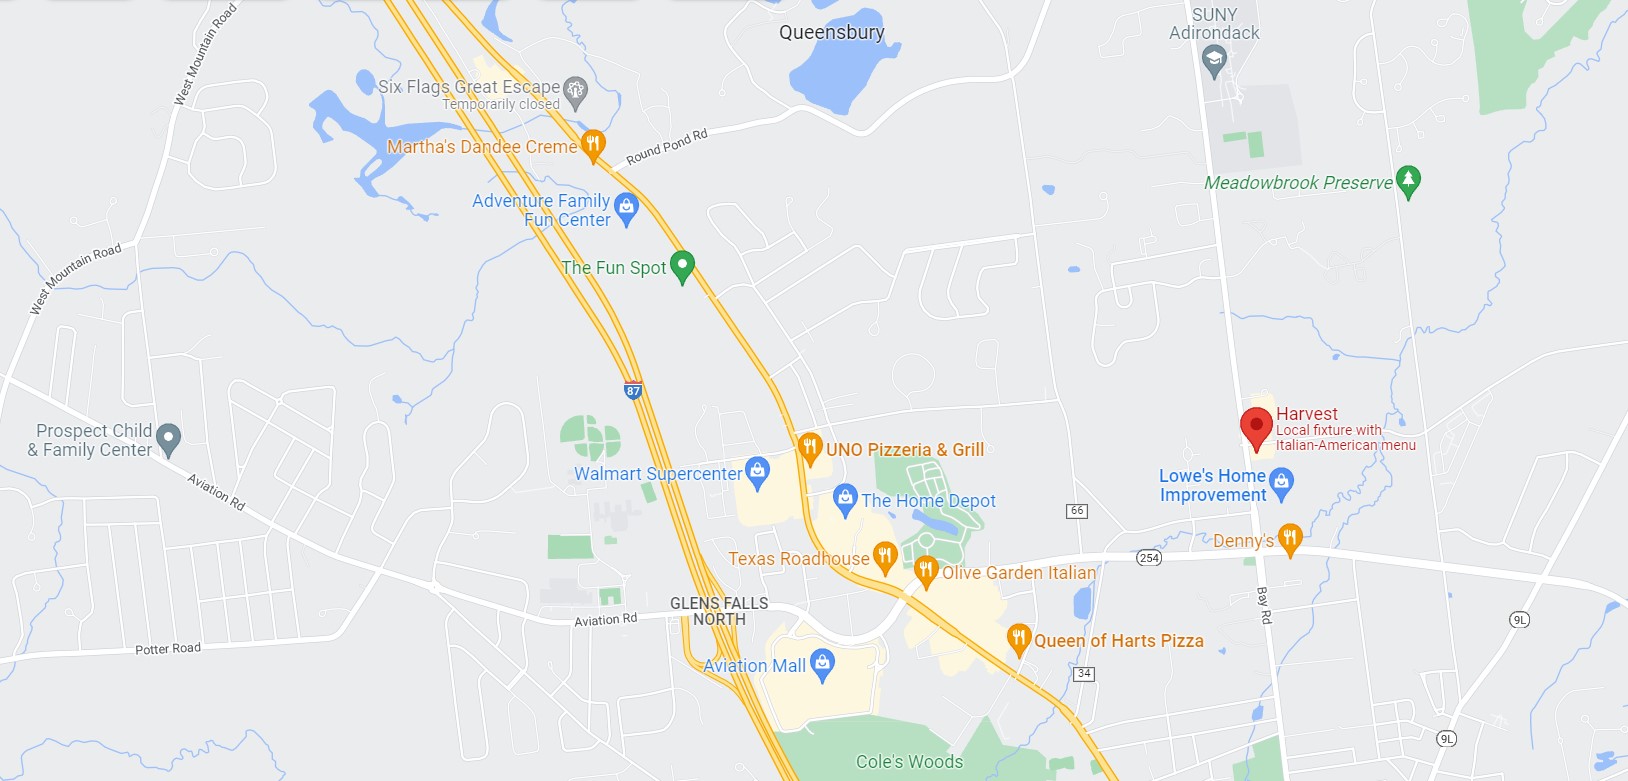 SUNY
Adirondack
Queensbury
West Mountain Road
Six Flags Great Escape
Temporarily closed
Martha's Dandee Creme
Round Pond Rd
Meadowbrook Preserve
Adventure Family
Fun Center
West Mountain Road
The Fun Spot
87
Harvest
Local fixture with
Italian-American menu
Prospect Child
& Family Center
UNO Pizzeria & Grill
Walmart Supercenter
Lowe's Home
Improvement
Aviation Rd
The Home Depot
66
Denny's
254
Texas Roadhouse
Olive Garden Italian
GLENS FALLS
NORTH
Aviation Rd
Bay Rd
9L
Potter Road
Queen of Harts Pizza
Aviation Mall
34
9L
Cole's Woods